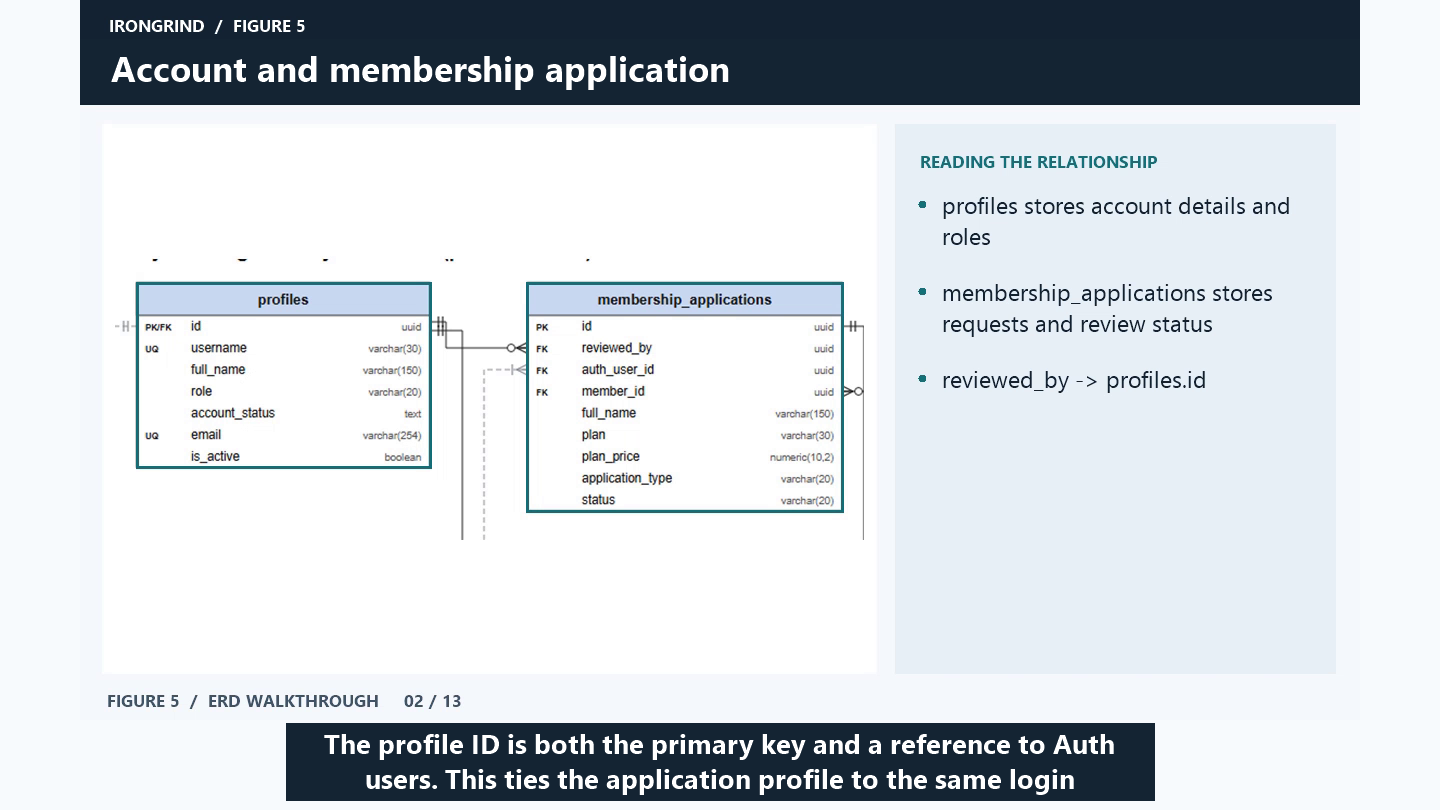 IRONGRIND / FIGURE 5
Account and membership application
profiles
PK/FK id uuid
UQ username varchar(30)
full_name varchar(150)
role varchar(20)
account_status text
UQ email varchar(254)
is_active boolean
membership_applications
PK id uuid
FK reviewed_by uuid
FK auth_user_id uuid
FK member_id uuid
full_name varchar(150)
plan varchar(30)
plan_price numeric(10,2)
application_type varchar(20)
status varchar(20)
READING THE RELATIONSHIP
• profiles stores account details and
roles
• membership_applications stores
requests and review status
• reviewed_by -> profiles.id
FIGURE 5 / ERD WALKTHROUGH 02 / 13
The profile ID is both the primary key and a reference to Auth
users. This ties the application profile to the same login